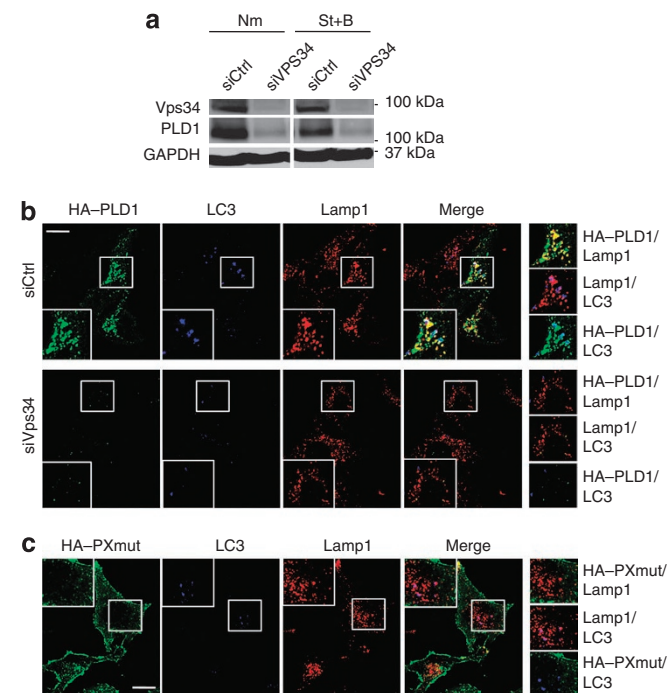 a
Nm St+B
siCtrl siVPS34 siCtrl siVPS34
Vps34 100 kDa
PLD1 100 kDa
GAPDH 37 kDa
b
HA–PLD1 LC3 Lamp1 Merge
siCtrl
HA–PLD1/
Lamp1
Lamp1/
LC3
HA–PLD1/
LC3
siVps34
HA–PLD1/
Lamp1
Lamp1/
LC3
HA–PLD1/
LC3
c
HA–PXmut LC3 Lamp1 Merge
HA–PXmut/
Lamp1
Lamp1/
LC3
HA–PXmut/
LC3